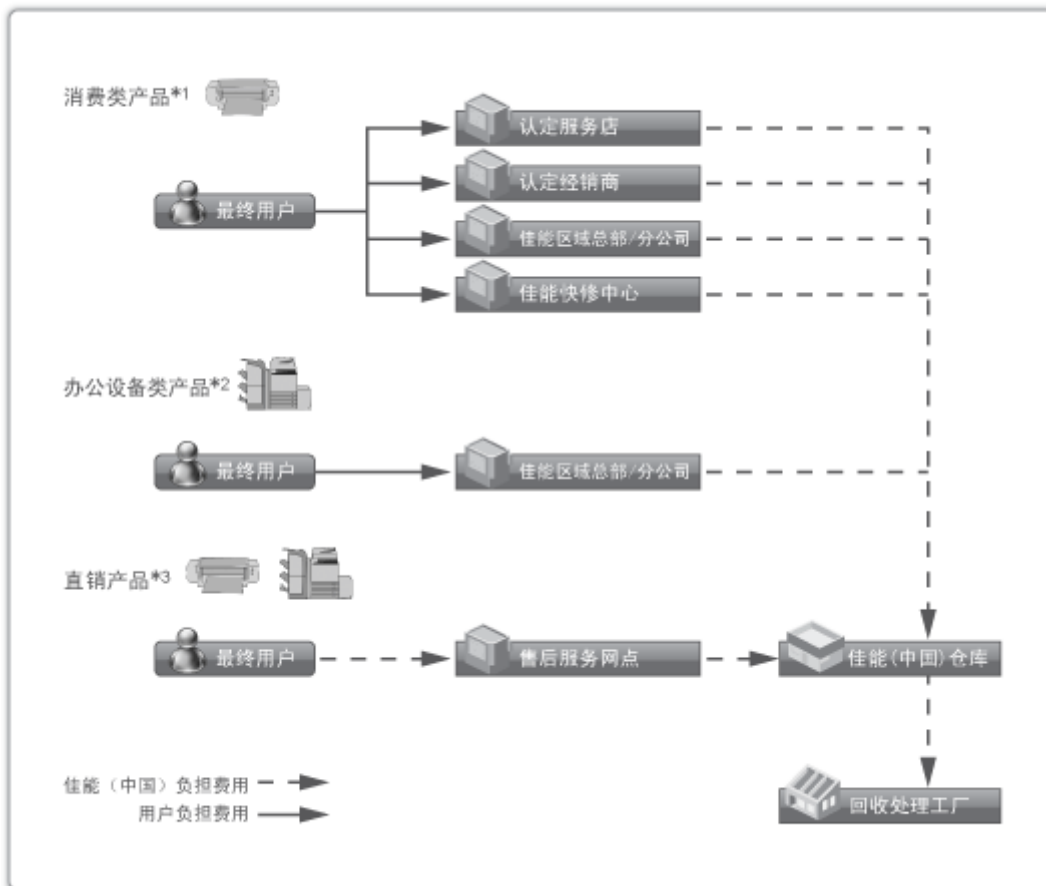 消费类产品*1
认定服务店
认定经销商
最终用户
佳能区域总部/分公司
佳能快修中心
办公设备类产品*2
最终用户
佳能区域总部/分公司
直销产品*3
最终用户
售后服务网点
佳能(中国)仓库
佳能（中国）负担费用
用户负担费用
回收处理工厂